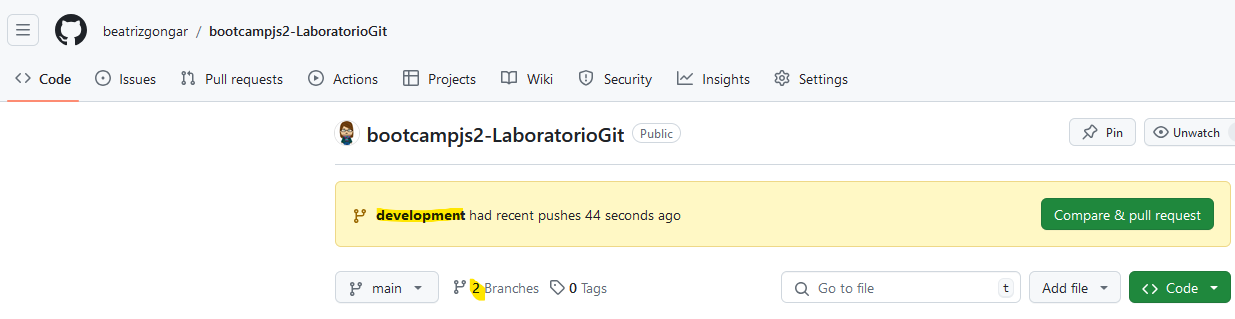 beatrizgongar / bootcampjs2-LaboratorioGit
Code Issues Pull requests Actions Projects Wiki Security Insights Settings
bootcampjs2-LaboratorioGit Public Pin Unwatch
development had recent pushes 44 seconds ago Compare & pull request
main 2 Branches 0 Tags Go to file t Add file Code